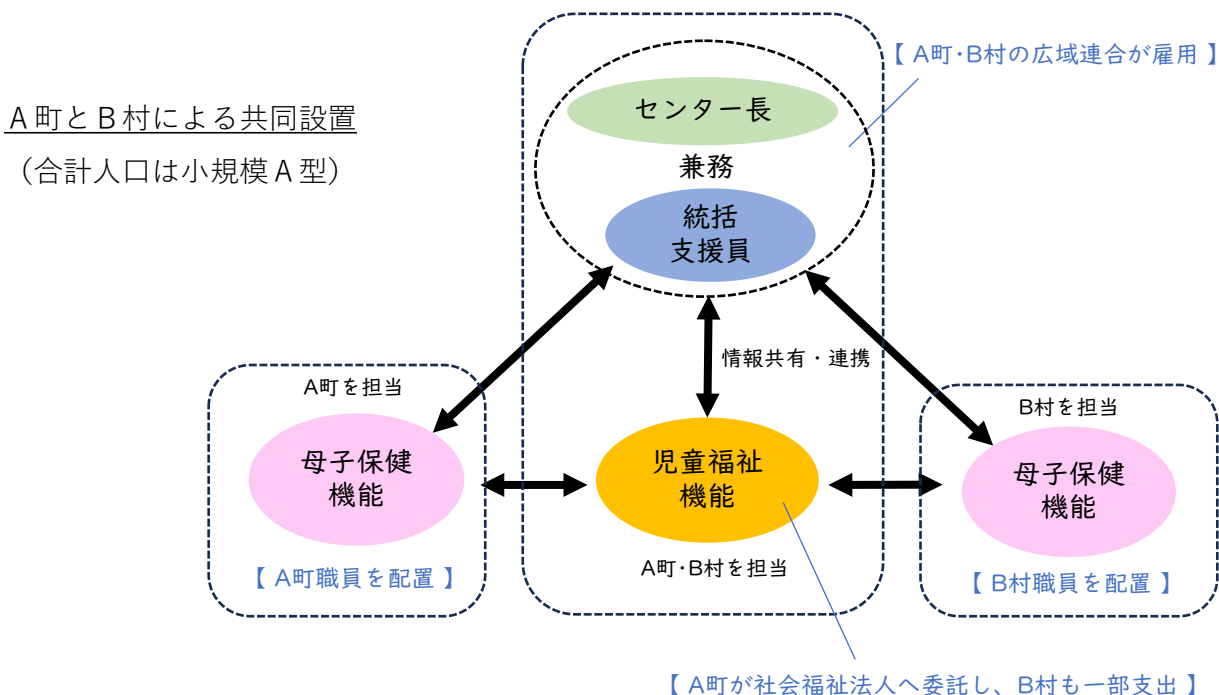 【 A町･B村の広域連合が雇用 】
A町とB村による共同設置
（合計人口は小規模A型）
センター長
兼務
統括
支援員
情報共有・連携
A町を担当
母子保健
機能
【 A町職員を配置 】
児童福祉
機能
A町･B村を担当
B村を担当
母子保健
機能
【 B村職員を配置 】
【 A町が社会福祉法人へ委託し、B村も一部支出 】